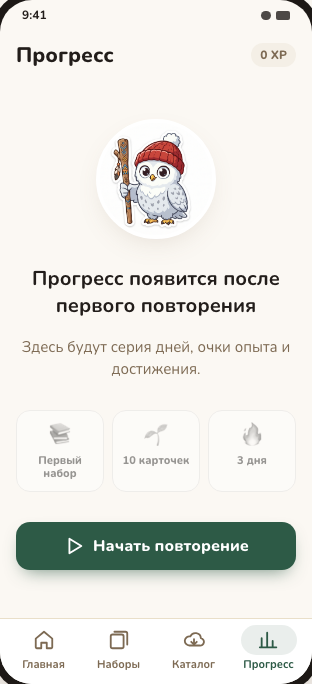 9:41
Прогресс
0 XP
Прогресс появится после
первого повторения
Здесь будут серия дней, очки опыта и
достижения.
Первый
набор
10 карточек
3 дня
Начать повторение
Главная
Наборы
Каталог
Прогресс